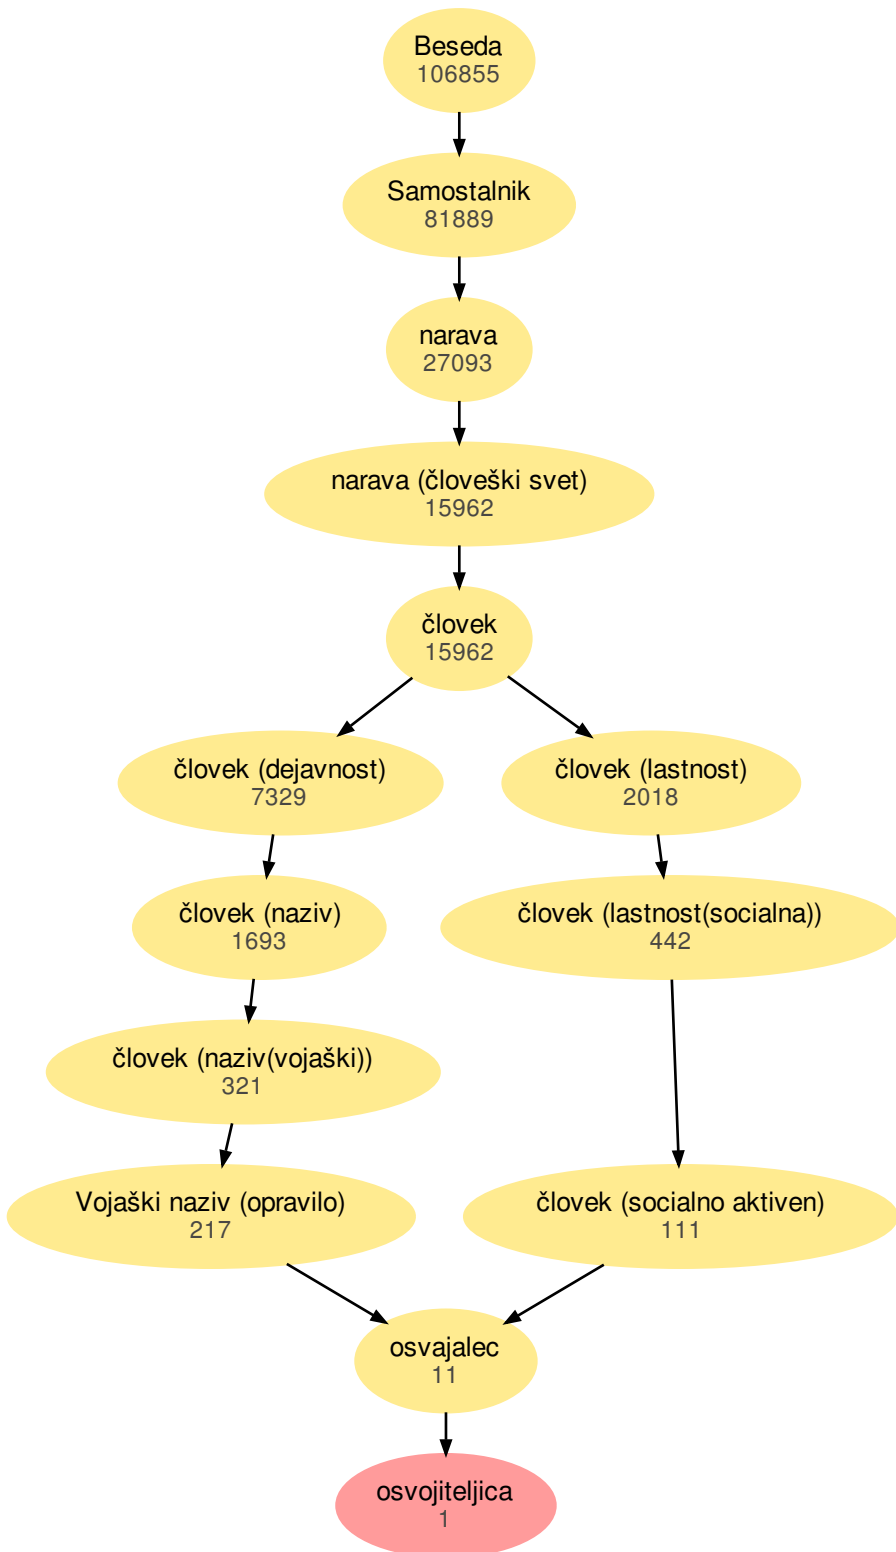 Beseda
106855
Samostalnik
81889
narava
27093
narava (človeški svet)
15962
človek
15962
človek (dejavnost)
7329
človek (lastnost)
2018
človek (naziv)
1693
človek (lastnost(socialna))
442
človek (naziv(vojaški))
321
Vojaški naziv (opravilo)
217
človek (socialno aktiven)
111
osvajalec
11
osvojiteljica
1